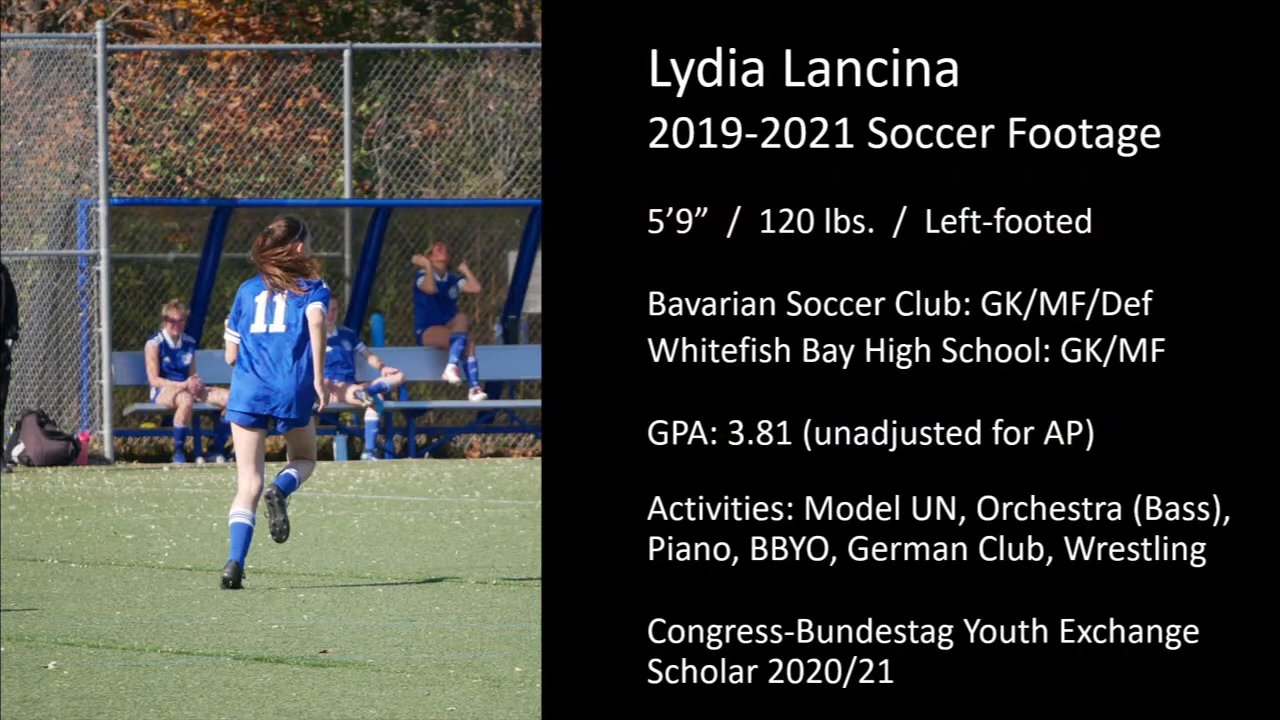 Lydia Lancina
2019-2021 Soccer Footage
5’9” / 120 lbs. / Left-footed
Bavarian Soccer Club: GK/MF/Def
Whitefish Bay High School: GK/MF
GPA: 3.81 (unadjusted for AP)
Activities: Model UN, Orchestra (Bass),
Piano, BBYO, German Club, Wrestling
Congress-Bundestag Youth Exchange
Scholar 2020/21
11